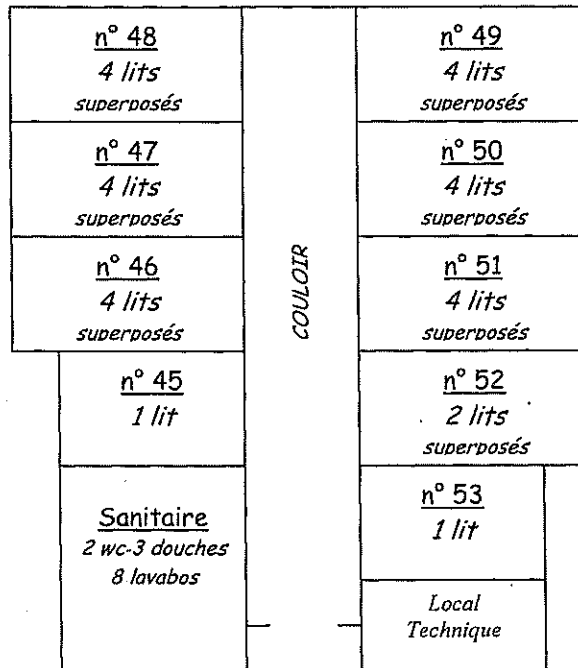 n° 48
4 lits
superposés
n° 47
4 lits
superposés
n° 46
4 lits
superposés
n° 45
1 lit
Sanitaire
2 wc-3 douches
8 lavabos
COULOIR
n° 49
4 lits
superposés
n° 50
4 lits
superposés
n° 51
4 lits
superposés
n° 52
2 lits
superposés
n° 53
1 lit
Local
Technique